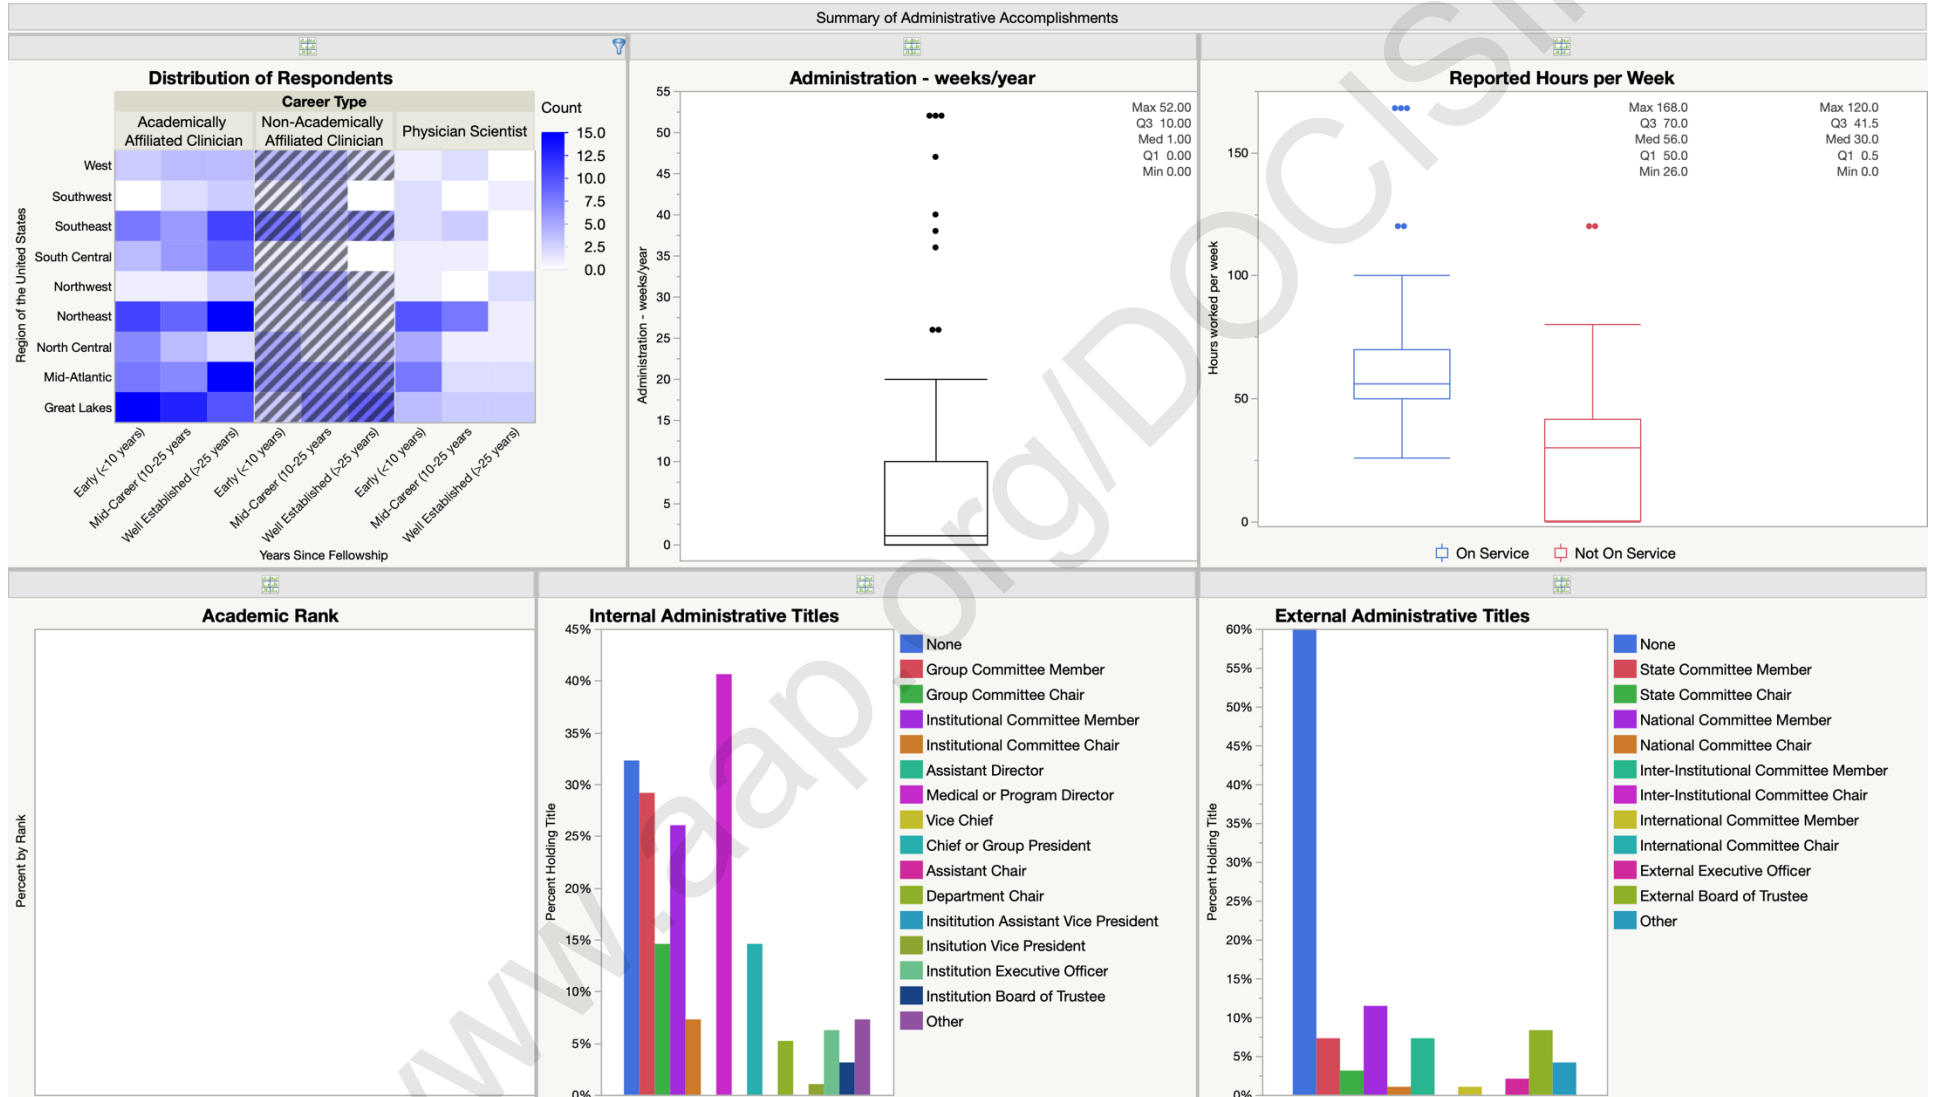 Summary of Administrative Accomplishments
Distribution of Respondents
Career Type
Academically
Affiliated Clinician
Non-Academically
Affiliated Clinician
Physician Scientist
Count
15.0
12.5
10.0
7.5
5.0
2.5
0.0
Region of the United States
West
Southwest
Southeast
South Central
Northwest
Northeast
North Central
Mid-Atlantic
Great Lakes
Early (<10 years)
Mid-Career (10-25 years
Well Established (>25 years)
Early (<10 years)
Mid-Career (10-25 years
Well Established (>25 years)
Early (<10 years)
Mid-Career (10-25 years
Well Established (>25 years)
Years Since Fellowship
Administration - weeks/year
Administration - weeks/year
55
50
45
40
35
30
25
20
15
10
5
0
Max 52.00
Q3 10.00
Med 1.00
Q1 0.00
Min 0.00
Reported Hours per Week
Hours worked per week
150
100
50
0
Max 168.0
Q3 70.0
Med 56.0
Q1 50.0
Min 26.0
Max 120.0
Q3 41.5
Med 30.0
Q1 0.5
Min 0.0
On Service
Not On Service
Academic Rank
Percent by Rank
Internal Administrative Titles
Percent Holding Title
45%
40%
35%
30%
25%
20%
15%
10%
5%
0%
None
Group Committee Member
Group Committee Chair
Institutional Committee Member
Institutional Committee Chair
Assistant Director
Medical or Program Director
Vice Chief
Chief or Group President
Assistant Chair
Department Chair
Insititution Assistant Vice President
Insitution Vice President
Institution Executive Officer
Institution Board of Trustee
Other
External Administrative Titles
Percent Holding Title
60%
55%
50%
45%
40%
35%
30%
25%
20%
15%
10%
5%
0%
None
State Committee Member
State Committee Chair
National Committee Member
National Committee Chair
Inter-Institutional Committee Member
Inter-Institutional Committee Chair
International Committee Member
International Committee Chair
External Executive Officer
External Board of Trustee
Other
www.aap.org/DOCISin